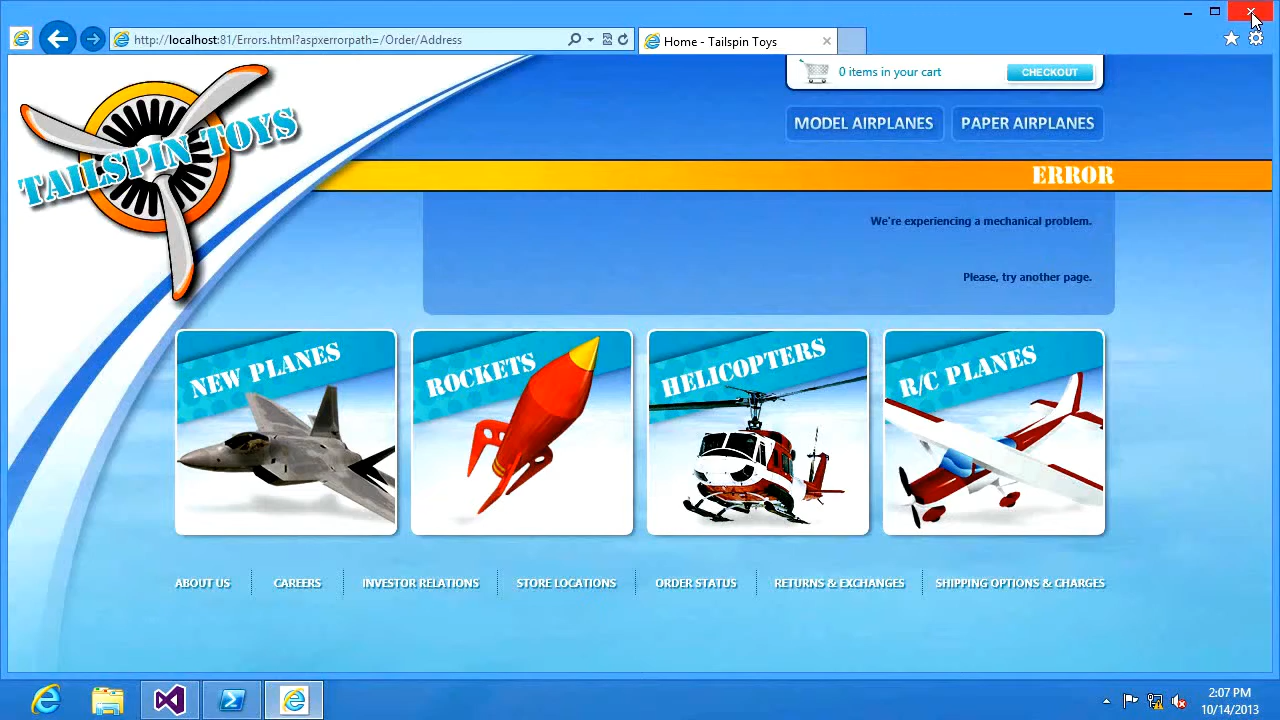 http://localhost:81/Errors.html?aspxerrorpath=/Order/Address
Home - Tailspin Toys
TAILSPIN TOYS
0 items in your cart
CHECKOUT
MODEL AIRPLANES
PAPER AIRPLANES
ERROR
We're experiencing a mechanical problem.
Please, try another page.
NEW PLANES
ROCKETS
HELICOPTERS
R/C PLANES
ABOUT US
CAREERS
INVESTOR RELATIONS
STORE LOCATIONS
ORDER STATUS
RETURNS & EXCHANGES
SHIPPING OPTIONS & CHARGES
2:07 PM
10/14/2013